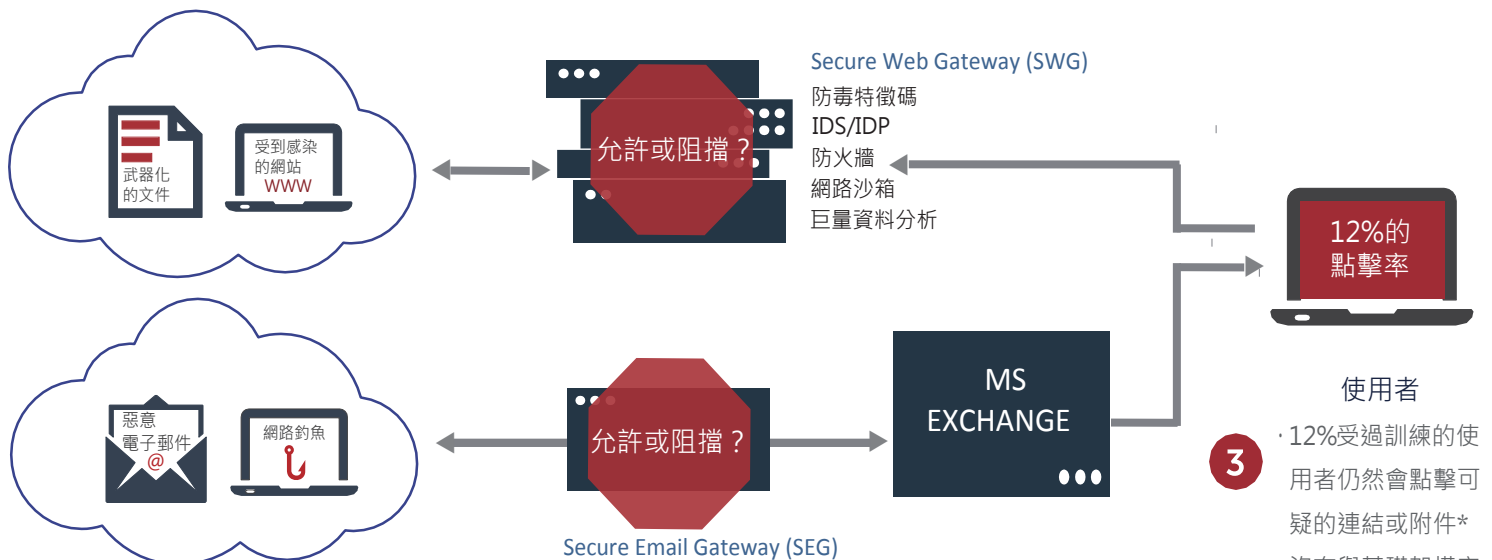 Secure Web Gateway (SWG)
防毒特徵碼
IDS/IDP
防火牆
網路沙箱
巨量資料分析
允許或阻擋？
武器化
的文件
受到感染
的網站
WWW
12%的
點擊率
惡意
電子郵件
@
網路釣魚
允許或阻擋？
MS
EXCHANGE
Secure Email Gateway (SEG)
使用者
3
·12%受過訓練的使
用者仍然會點擊可
疑的連結或附件*